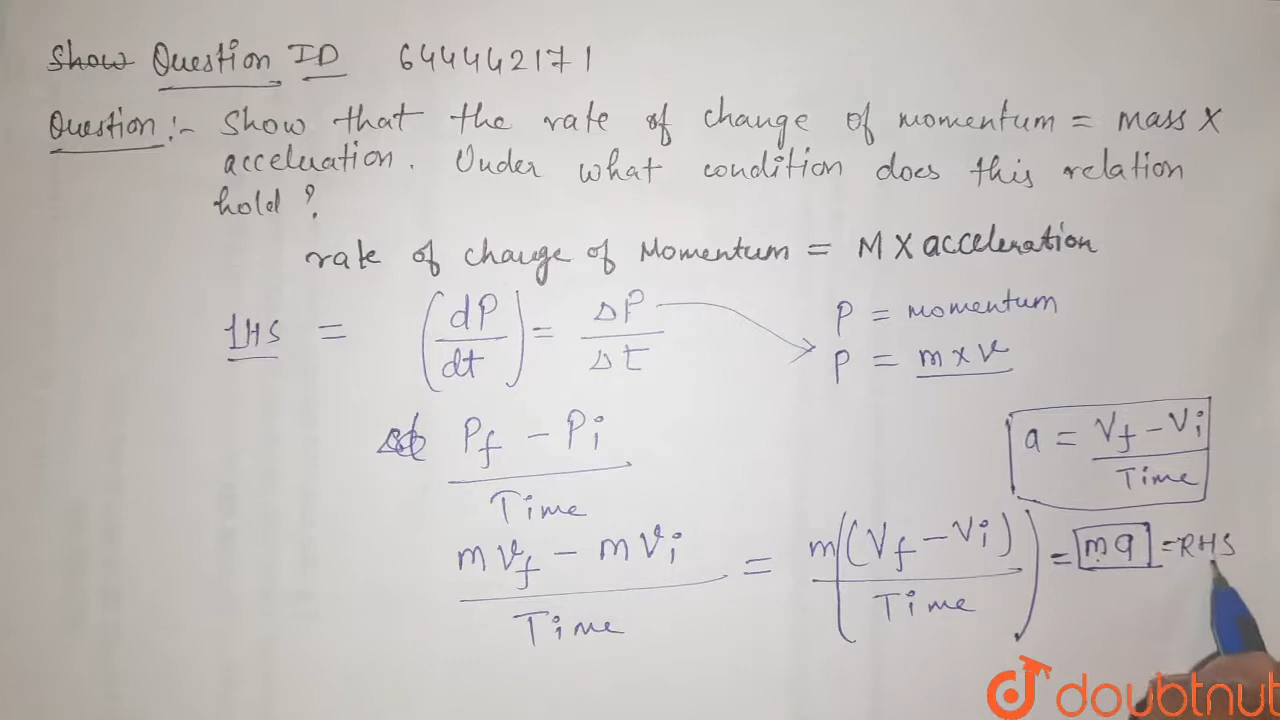 Show Question ID 644442171
Question :- Show that the rate of change of momentum = mass X
acceluation. Under what condition does this relation
hold ?
rate of change of Momentum = M X acceleration
LHS = (dP/dt) = ΔP/Δt
P = momentum
P = m x v
Pf - Pi
Time
a = Vf - Vi
Time
mvf - mvi / Time = m(Vf - Vi) / Time = ma = RHS
doubtnut